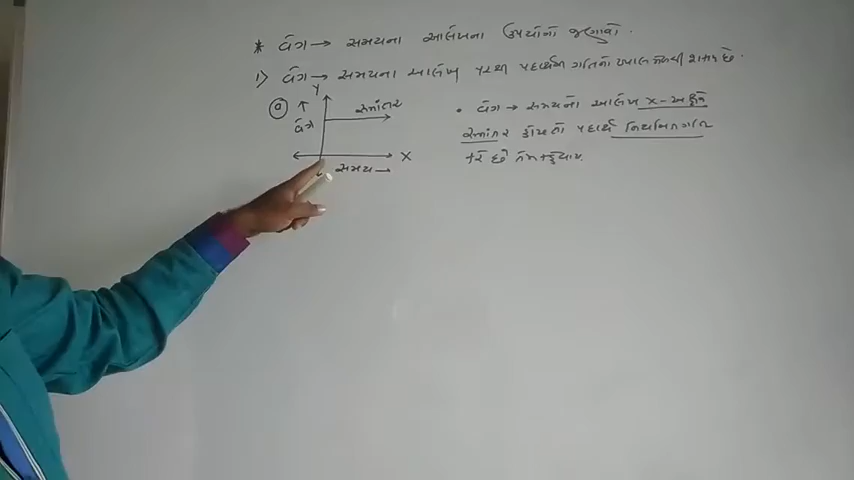 * વેગ → સમયના આલેખના ઉપયોગો જણાવો.
1) વેગ → સમયના આલેખ પરથી પદાર્થની ગતિનો ખ્યાલ મેળવી શકાય છે.
(a) ↑ Y
વેગ
સમાંતર
X
સમય →
• વેગ → સમયનો આલેખ X-અક્ષને
સમાંતર હોય તો પદાર્થ નિયમિત ગતિ
કરે છે તેમ કહેવાય.